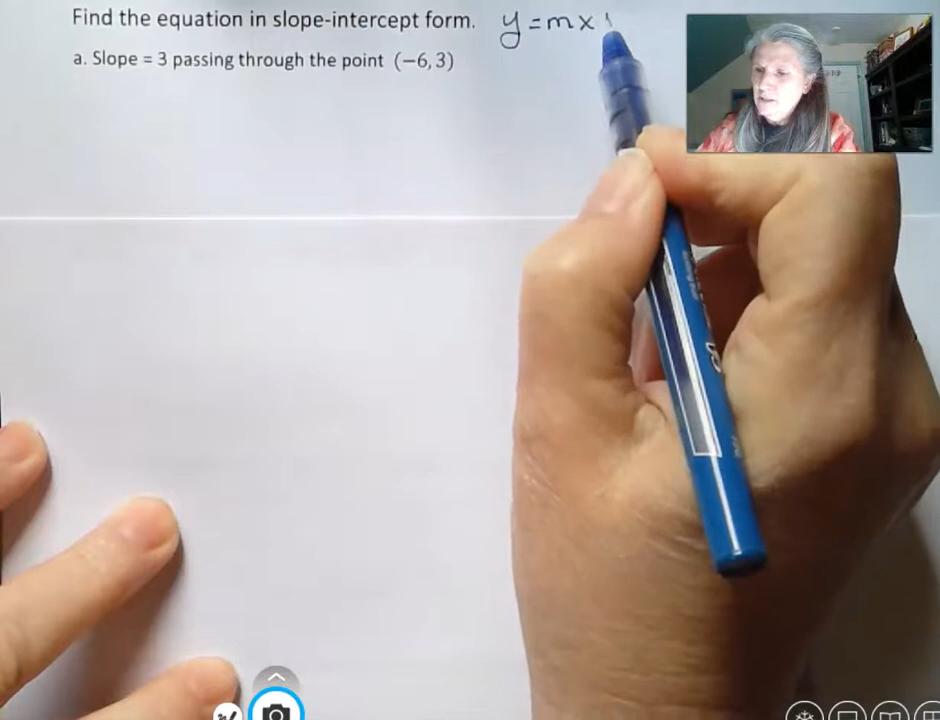 Find the equation in slope-intercept form. y = mx
a. Slope = 3 passing through the point (−6,3)